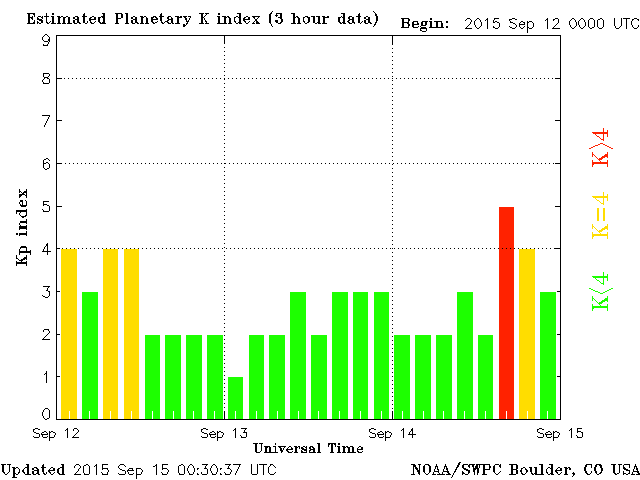 Estimated Planetary K index (3 hour data)
Begin: 2015 Sep 12 0000 UTC
9
8
7
6
5
4
3
2
1
0
Kp index
K>4
K=4
K<4
Sep 12
Sep 13
Sep 14
Sep 15
Universal Time
Updated 2015 Sep 15 00:30:37 UTC
NOAA/SWPC Boulder, CO USA